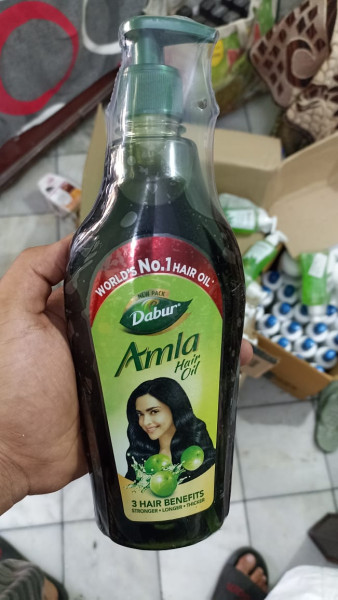 WORLD'S No.1 HAIR OIL*
NEW PACK
Dabur
Amla
Hair
Oil
3 HAIR BENEFITS
STRONGER • LONGER • THICKER